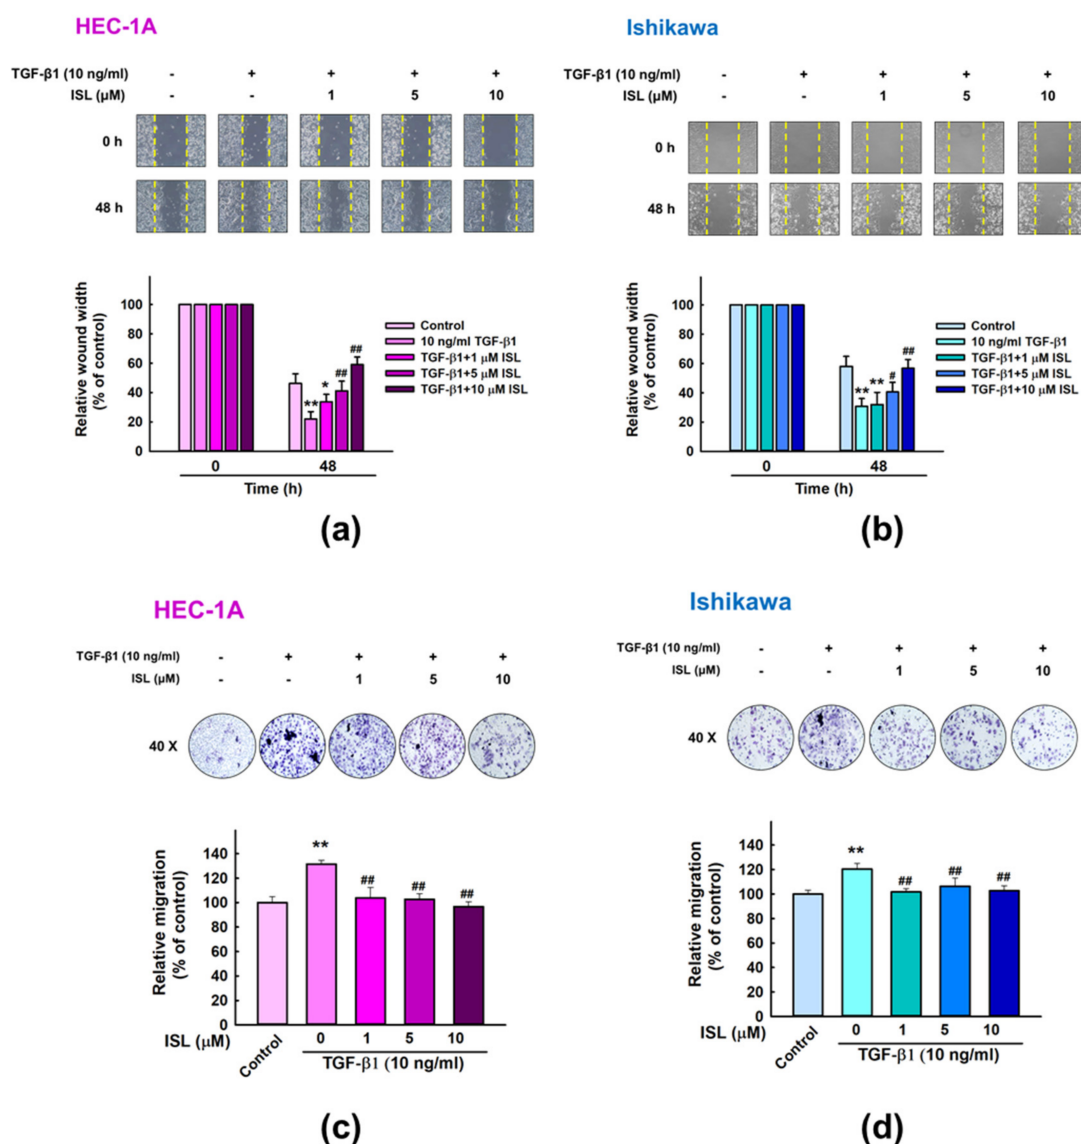 HEC-1A
TGF-β1 (10 ng/ml) - + + + +
ISL (μM) - - 1 5 10
0 h
48 h
Relative wound width
(% of control)
100
80
60
40
20
0
** * ## ##
Control
10 ng/ml TGF-β1
TGF-β1+1 μM ISL
TGF-β1+5 μM ISL
TGF-β1+10 μM ISL
0 48
Time (h)
(a)
Ishikawa
TGF-β1 (10 ng/ml) - + + + +
ISL (μM) - - 1 5 10
0 h
48 h
Relative wound width
(% of control)
100
80
60
40
20
0
** ** # ##
Control
10 ng/ml TGF-β1
TGF-β1+1 μM ISL
TGF-β1+5 μM ISL
TGF-β1+10 μM ISL
0 48
Time (h)
(b)
HEC-1A
TGF-β1 (10 ng/ml) - + + + +
ISL (μM) - - 1 5 10
40 X
Relative migration
(% of control)
140
120
100
80
60
40
20
0
** ## ## ##
ISL (μM) Control 0 1 5 10
TGF-β1 (10 ng/ml)
(c)
Ishikawa
TGF-β1 (10 ng/ml) - + + + +
ISL (μM) - - 1 5 10
40 X
Relative migration
(% of control)
140
120
100
80
60
40
20
0
** ## ## ##
ISL (μM) Control 0 1 5 10
TGF-β1 (10 ng/ml)
(d)